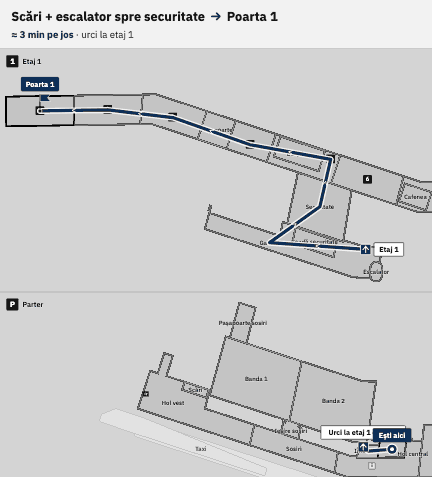 Scări + escalator spre securitate → Poarta 1
≈ 3 min pe jos · urci la etaj 1
1 Etaj 1
Poarta 1
6
Cafenea
Etaj 1
Escalator
P Parter
Pașapoarte sosiri
Banda 1
Banda 2
Scări
Hol vest
Urci la etaj 1
Ești aici
Taxi
Sosiri
Hol central